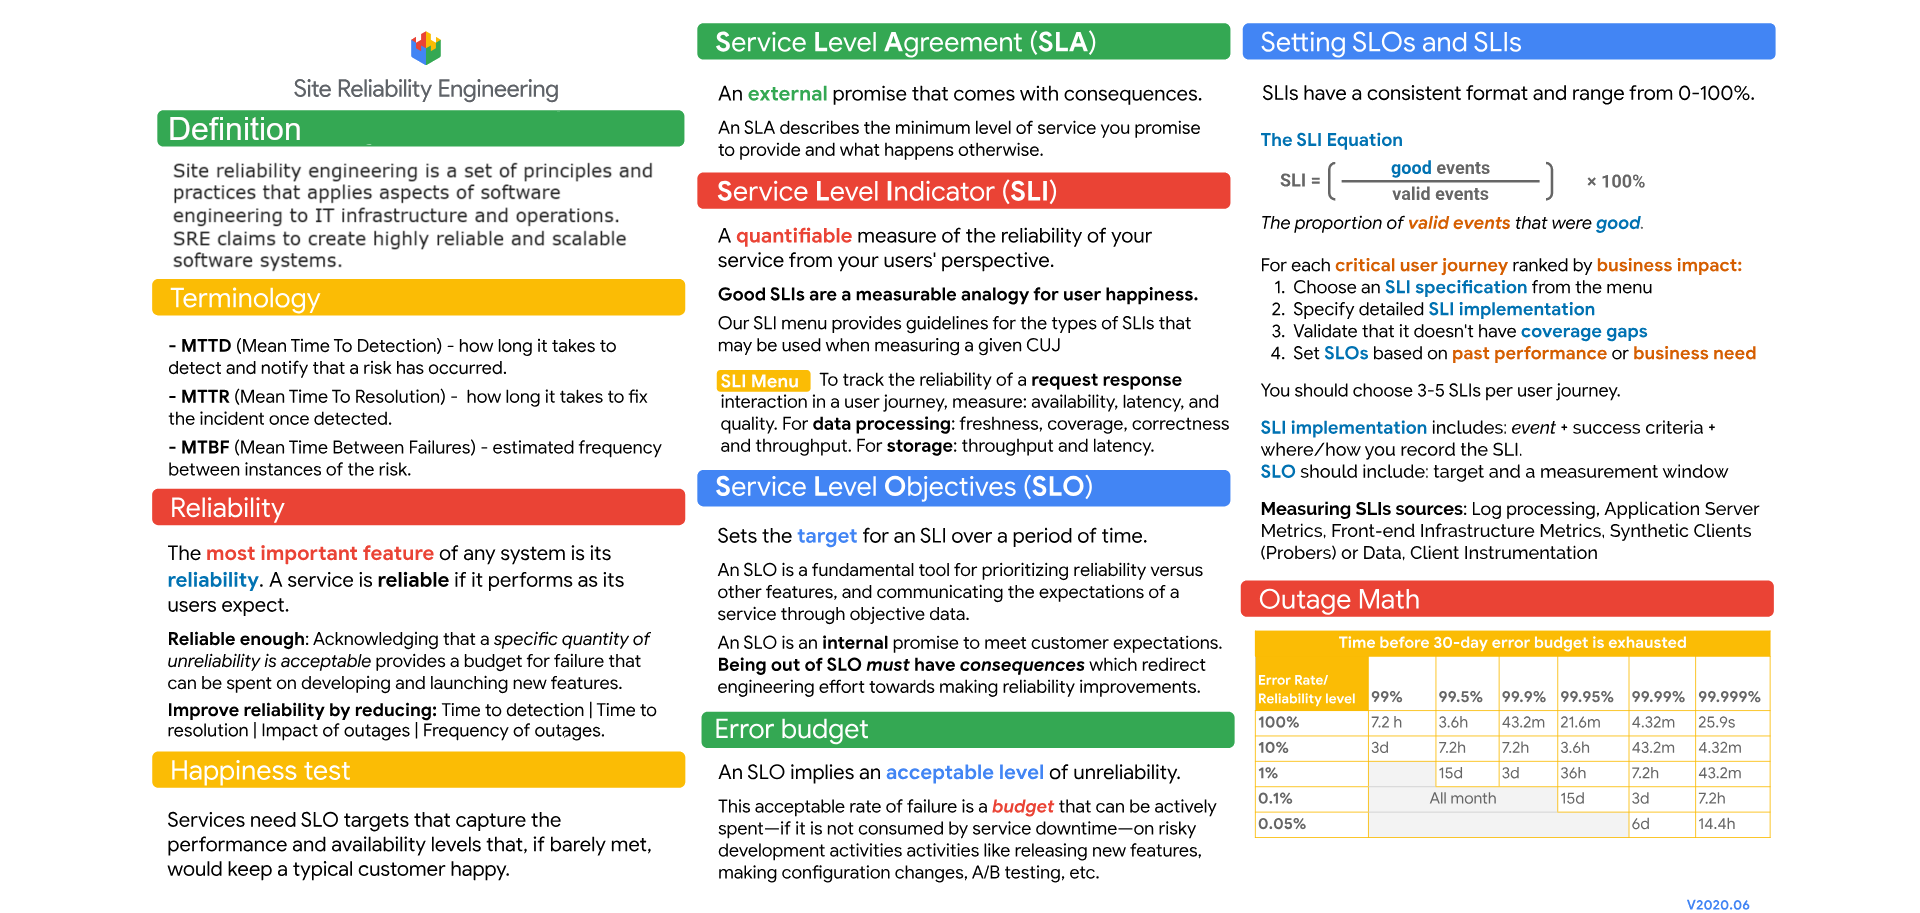 Site Reliability Engineering
Definition
Site reliability engineering is a set of principles and
practices that applies aspects of software
engineering to IT infrastructure and operations.
SRE claims to create highly reliable and scalable
software systems.
Terminology
- MTTD (Mean Time To Detection) - how long it takes to
detect and notify that a risk has occurred.
- MTTR (Mean Time To Resolution) - how long it takes to fix
the incident once detected.
- MTBF (Mean Time Between Failures) - estimated frequency
between instances of the risk.
Reliability
The most important feature of any system is its
reliability. A service is reliable if it performs as its
users expect.
Reliable enough: Acknowledging that a specific quantity of
unreliability is acceptable provides a budget for failure that
can be spent on developing and launching new features.
Improve reliability by reducing: Time to detection | Time to
resolution | Impact of outages | Frequency of outages.
Happiness test
Services need SLO targets that capture the
performance and availability levels that, if barely met,
would keep a typical customer happy.
Service Level Agreement (SLA)
An external promise that comes with consequences.
An SLA describes the minimum level of service you promise
to provide and what happens otherwise.
Service Level Indicator (SLI)
A quantifiable measure of the reliability of your
service from your users' perspective.
Good SLIs are a measurable analogy for user happiness.
Our SLI menu provides guidelines for the types of SLIs that
may be used when measuring a given CUJ
SLI Menu To track the reliability of a request response
interaction in a user journey, measure: availability, latency, and
quality. For data processing: freshness, coverage, correctness
and throughput. For storage: throughput and latency.
Service Level Objectives (SLO)
Sets the target for an SLI over a period of time.
An SLO is a fundamental tool for prioritizing reliability versus
other features, and communicating the expectations of a
service through objective data.
An SLO is an internal promise to meet customer expectations.
Being out of SLO must have consequences which redirect
engineering effort towards making reliability improvements.
Error budget
An SLO implies an acceptable level of unreliability.
This acceptable rate of failure is a budget that can be actively
spent—if it is not consumed by service downtime—on risky
development activities activities like releasing new features,
making configuration changes, A/B testing, etc.
Setting SLOs and SLIs
SLIs have a consistent format and range from 0-100%.
The SLI Equation
SLI = ( good events
valid events ) × 100%
The proportion of valid events that were good.
For each critical user journey ranked by business impact:
1. Choose an SLI specification from the menu
2. Specify detailed SLI implementation
3. Validate that it doesn't have coverage gaps
4. Set SLOs based on past performance or business need
You should choose 3-5 SLIs per user journey.
SLI implementation includes: event + success criteria +
where/how you record the SLI.
SLO should include: target and a measurement window
Measuring SLIs sources: Log processing, Application Server
Metrics, Front-end Infrastructure Metrics, Synthetic Clients
(Probers) or Data, Client Instrumentation
Outage Math
Time before 30-day error budget is exhausted
Error Rate/
Reliability level 99% 99.5% 99.9% 99.95% 99.99% 99.999%
100% 7.2 h 3.6h 43.2m 21.6m 4.32m 25.9s
10% 3d 7.2h 7.2h 3.6h 43.2m 4.32m
1% 15d 3d 36h 7.2h 43.2m
0.1% All month 15d 3d 7.2h
0.05% 6d 14.4h
V2020.06